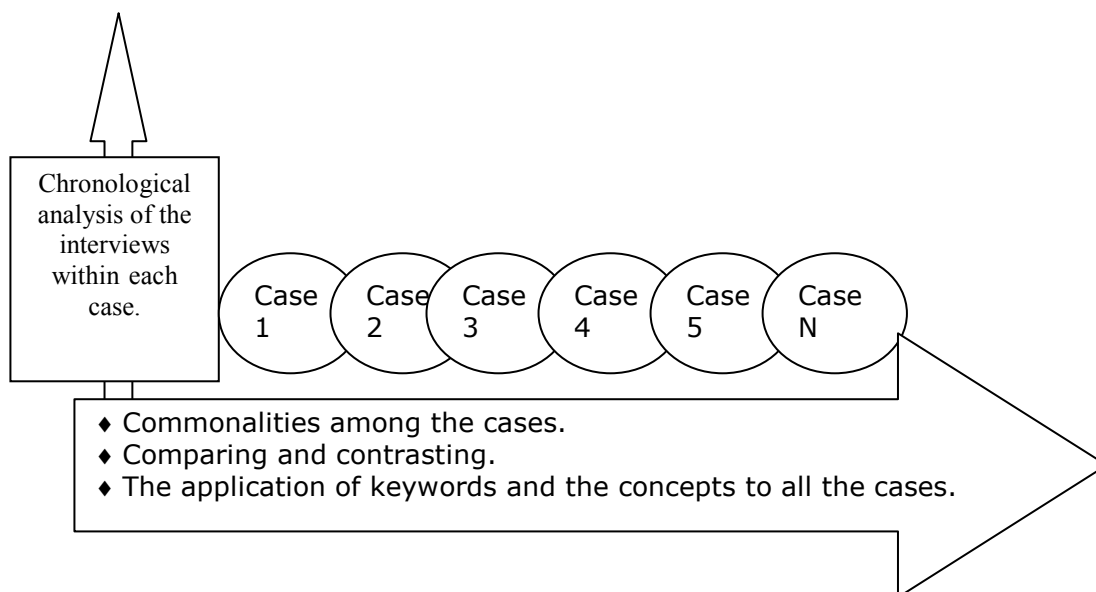 Chronological
analysis of the
interviews
within each
case.
Case
1
Case
2
Case
3
Case
4
Case
5
Case
N
♦ Commonalities among the cases.
♦ Comparing and contrasting.
♦ The application of keywords and the concepts to all the cases.